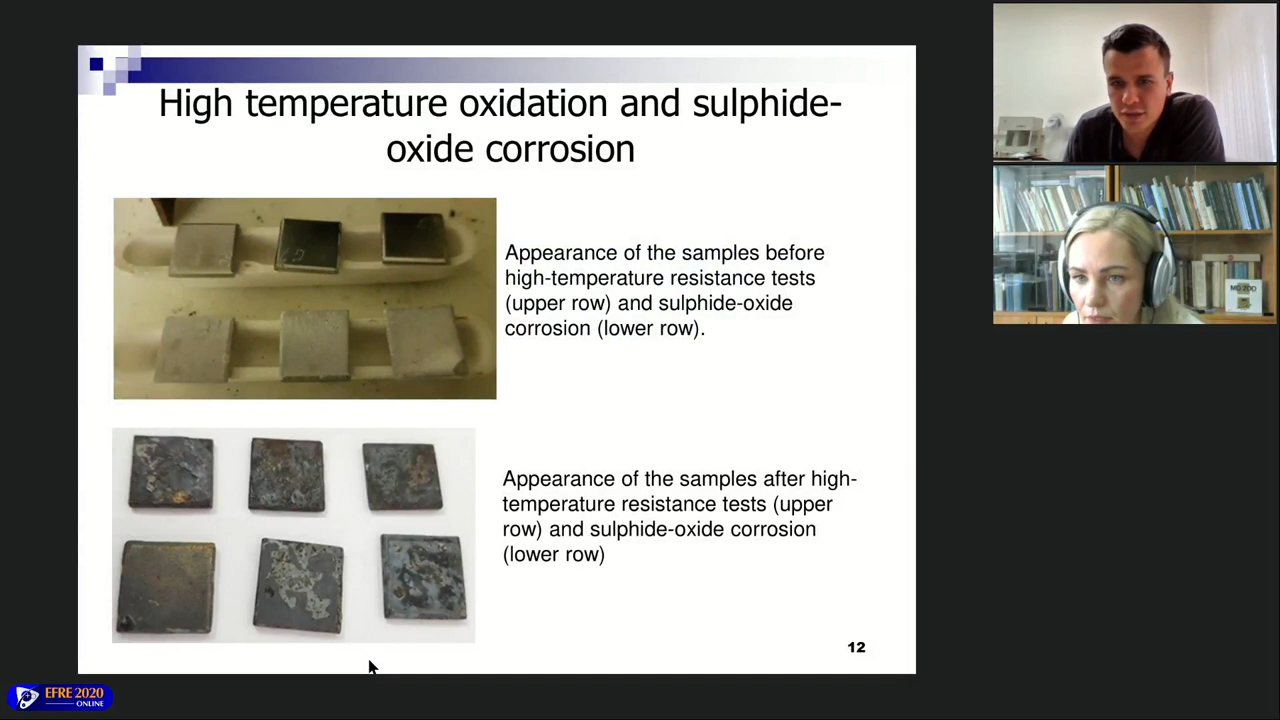 High temperature oxidation and sulphide-
oxide corrosion
Appearance of the samples before
high-temperature resistance tests
(upper row) and sulphide-oxide
corrosion (lower row).
Appearance of the samples after high-
temperature resistance tests (upper
row) and sulphide-oxide corrosion
(lower row)
12
EFRE 2020
ONLINE